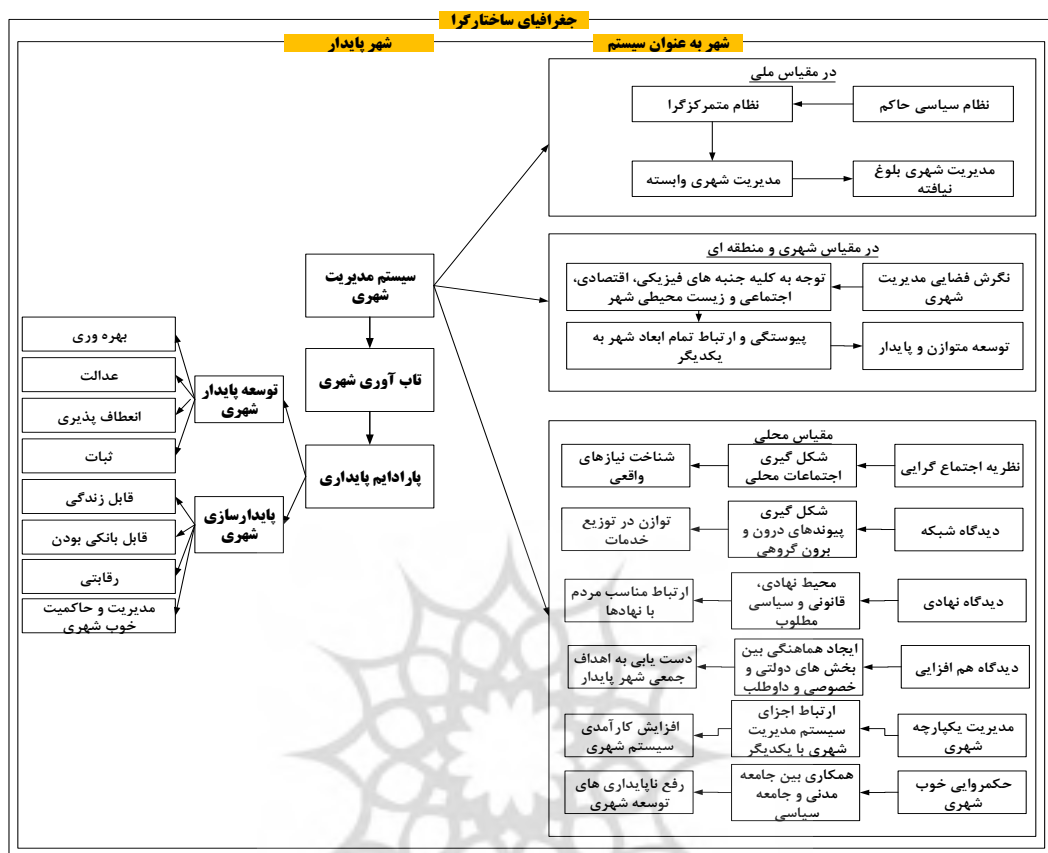 جغرافیای ساختارگرا
شهر به عنوان سیستم
شهر پایدار
در مقیاس ملی
نظام سیاسی حاکم
نظام متمرکزگرا
مدیریت شهری وابسته
مدیریت شهری بلوغ
نیافته
در مقیاس شهری و منطقه ای
نگرش فضایی مدیریت
شهری
توجه به کلیه جنبه های فیزیکی، اقتصادی،
اجتماعی و زیست محیطی شهر
پیوستگی و ارتباط تمام ابعاد شهر به
یکدیگر
توسعه متوازن و پایدار
مقیاس محلی
نظریه اجتماع گرایی
شکل گیری
اجتماعات محلی
شناخت نیازهای
واقعی
دیدگاه شبکه
شکل گیری
پیوندهای درون و
برون گروهی
توازن در توزیع
خدمات
دیدگاه نهادی
محیط نهادی،
قانونی و سیاسی
مطلوب
ارتباط مناسب مردم
با نهادها
دیدگاه هم افزایی
ایجاد هماهنگی بین
بخش های دولتی و
خصوصی و داوطلب
دست یابی به اهداف
جمعی شهر پایدار
مدیریت یکپارچه
شهری
ارتباط اجزای
سیستم مدیریت
شهری با یکدیگر
افزایش کارآمدی
سیستم شهری
حکمروایی خوب
شهری
همکاری بین جامعه
مدنی و جامعه
سیاسی
رفع ناپایداری های
توسعه شهری
سیستم مدیریت
شهری
تاب آوری شهری
پارادایم پایداری
توسعه پایدار
شهری
بهره وری
عدالت
انعطاف پذیری
ثبات
پایدارسازی
شهری
قابل زندگی
قابل بانکی بودن
رقابتی
مدیریت و حاکمیت
خوب شهری